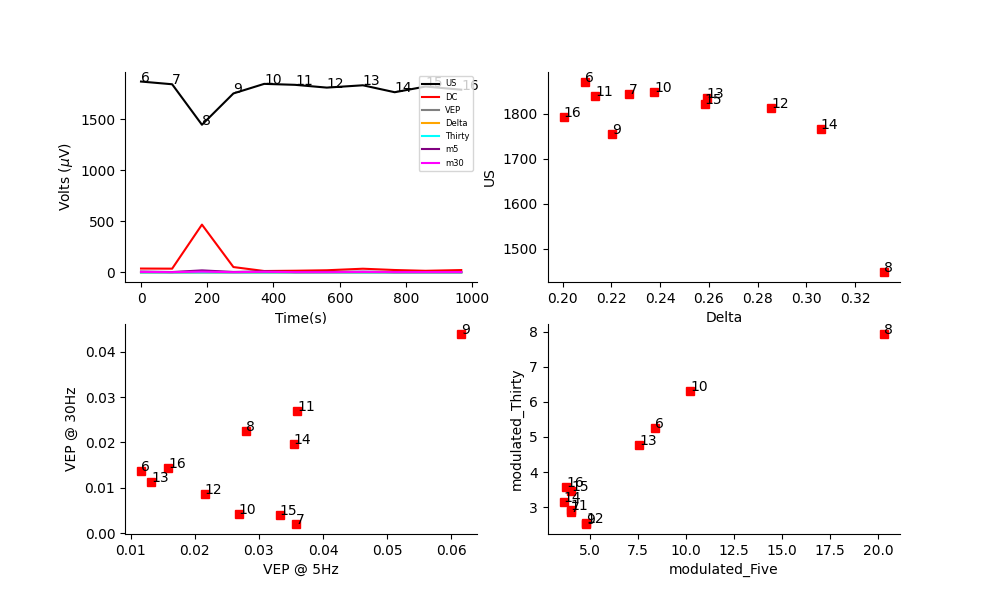 6 7 8 9 10 11 12 13 14 15 16
US
DC
VEP
Delta
Thirty
m5
m30
Volts (μV)
1500
1000
500
0
0 200 400 600 800 1000
Time(s)
US
1800
1700
1600
1500
6 11 7 10 13 15 12 16 9 14 8
0.20 0.22 0.24 0.26 0.28 0.30 0.32
Delta
VEP @ 30Hz
0.04
0.03
0.02
0.01
0.00
9 11 8 14 6 16 13 12 10 15 7
0.01 0.02 0.03 0.04 0.05 0.06
VEP @ 5Hz
modulated_Thirty
8
7
6
5
4
3
8 10 6 13 16 15 14 11 9 12
5.0 7.5 10.0 12.5 15.0 17.5 20.0
modulated_Five